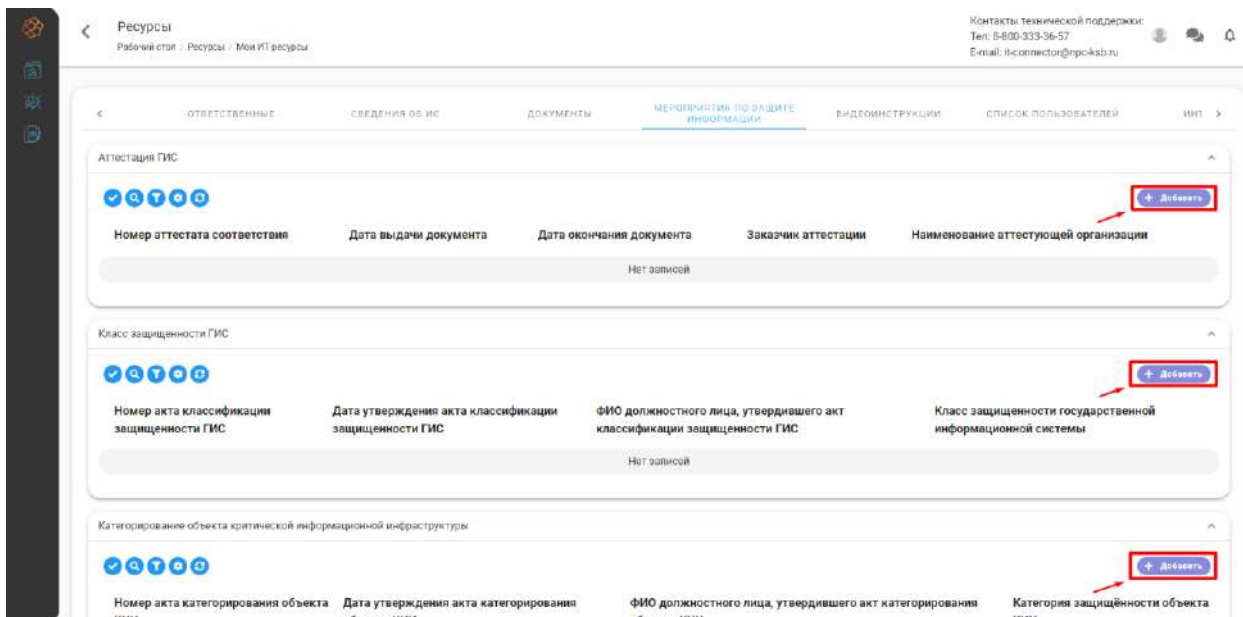 Ресурсы
Рабочий стол / Ресурсы / Мои ИТ-ресурсы
Контакты технической поддержки:
Тел: 8-800-333-36-57
E-mail: it-connector@npc-ksb.ru
ОТВЕТСТВЕННЫЕ
СВЕДЕНИЯ ОБ ИС
ДОКУМЕНТЫ
МЕРОПРИЯТИЯ ПО ЗАЩИТЕ
ИНФОРМАЦИИ
ВИДЕОИНСТРУКЦИИ
СПИСОК ПОЛЬЗОВАТЕЛЕЙ
ИНТ
Аттестация ГИС
+ Добавить
Номер аттестата соответствия
Дата выдачи документа
Дата окончания документа
Заказчик аттестации
Наименование аттестующей организации
Нет записей
Класс защищенности ГИС
+ Добавить
Номер акта классификации
защищенности ГИС
Дата утверждения акта классификации
защищенности ГИС
ФИО должностного лица, утвердившего акт
классификации защищенности ГИС
Класс защищенности государственной
информационной системы
Нет записей
Категорирование объекта критической информационной инфраструктуры
+ Добавить
Номер акта категорирования объекта
Дата утверждения акта категорирования
ФИО должностного лица, утвердившего акт категорирования
Категория защищённости объекта